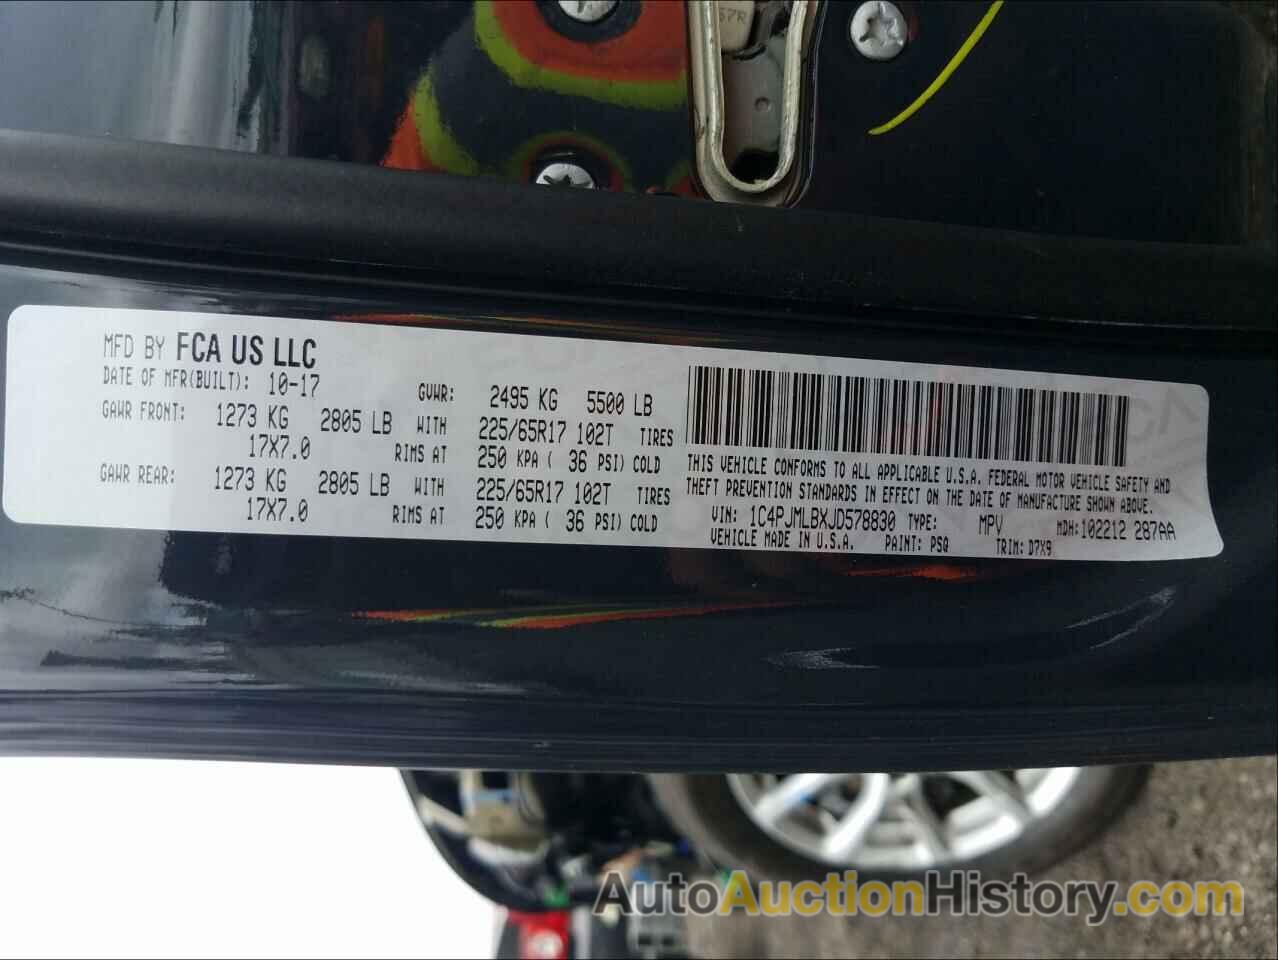 57R
MFD BY FCA US LLC
DATE OF MFR(BUILT): 10-17
GVWR: 2495 KG 5500 LB
GAWR FRONT: 1273 KG 2805 LB WITH 225/65R17 102T TIRES
17X7.0 RIMS AT 250 KPA ( 36 PSI) COLD
GAWR REAR: 1273 KG 2805 LB WITH 225/65R17 102T TIRES
17X7.0 RIMS AT 250 KPA ( 36 PSI) COLD
THIS VEHICLE CONFORMS TO ALL APPLICABLE U.S.A. FEDERAL MOTOR VEHICLE SAFETY AND
THEFT PREVENTION STANDARDS IN EFFECT ON THE DATE OF MANUFACTURE SHOWN ABOVE.
VIN: 1C4PJMLBXJD578830 TYPE: MPV MDH: 102212 287AA
VEHICLE MADE IN U.S.A. PAINT: PSQ TRIM: D7X9
AutoAuctionHistory.com